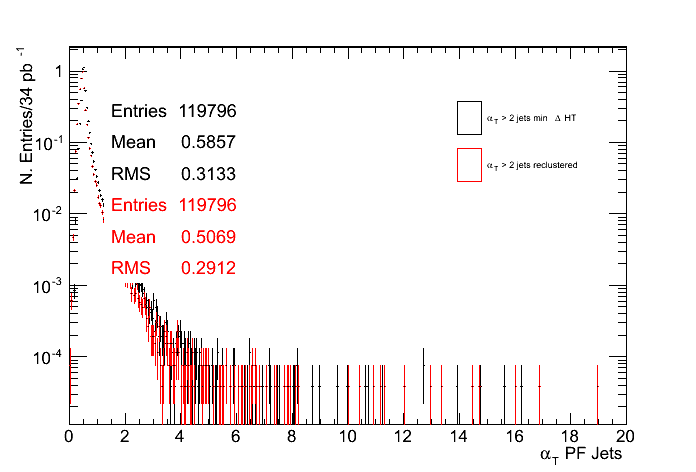 N. Entries/34 pb⁻¹
1
10⁻¹
10⁻²
10⁻³
10⁻⁴
Entries 119796
Mean 0.5857
RMS 0.3133
Entries 119796
Mean 0.5069
RMS 0.2912
α_T > 2 jets min Δ HT
α_T > 2 jets reclustered
0 2 4 6 8 10 12 14 16 18 20
α_T PF Jets